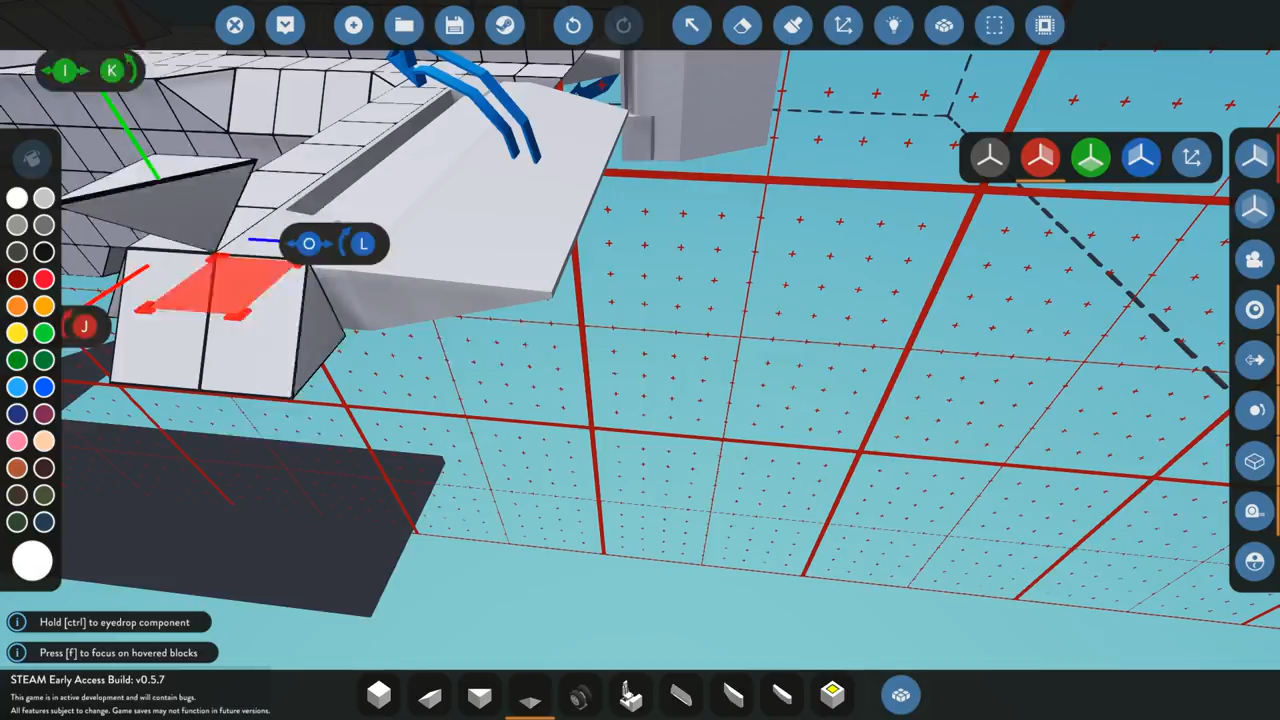 I K
O L
J
Hold [ctrl] to eyedrop component
Press [f] to focus on hovered blocks
STEAM Early Access Build: v0.5.7
This game is in active development and will contain bugs.
All features subject to change. Game saves may not function in future versions.